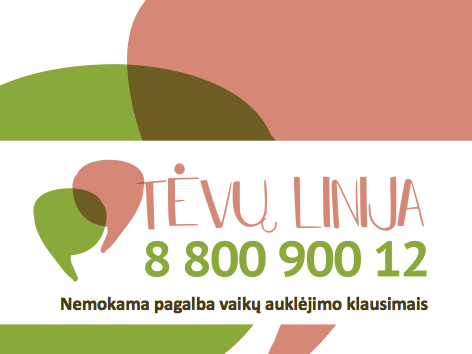 TĖVŲ LINIJA
8 800 900 12
Nemokama pagalba vaikų auklėjimo klausimais